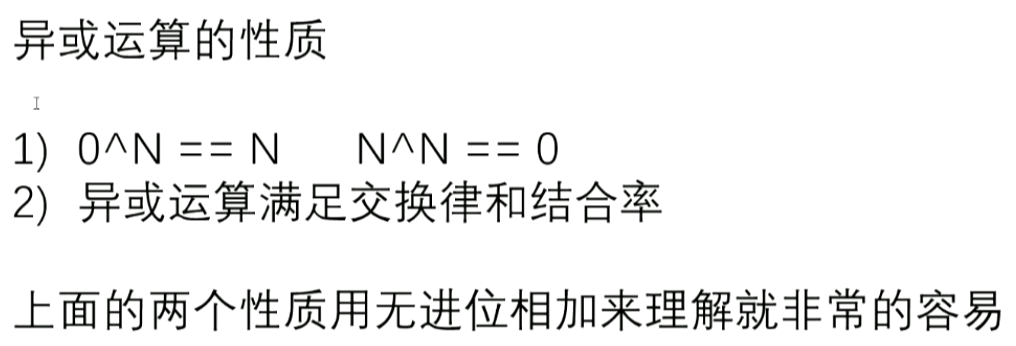 异或运算的性质
1) 0^N == N N^N == 0
2) 异或运算满足交换律和结合率
上面的两个性质用无进位相加来理解就非常的容易